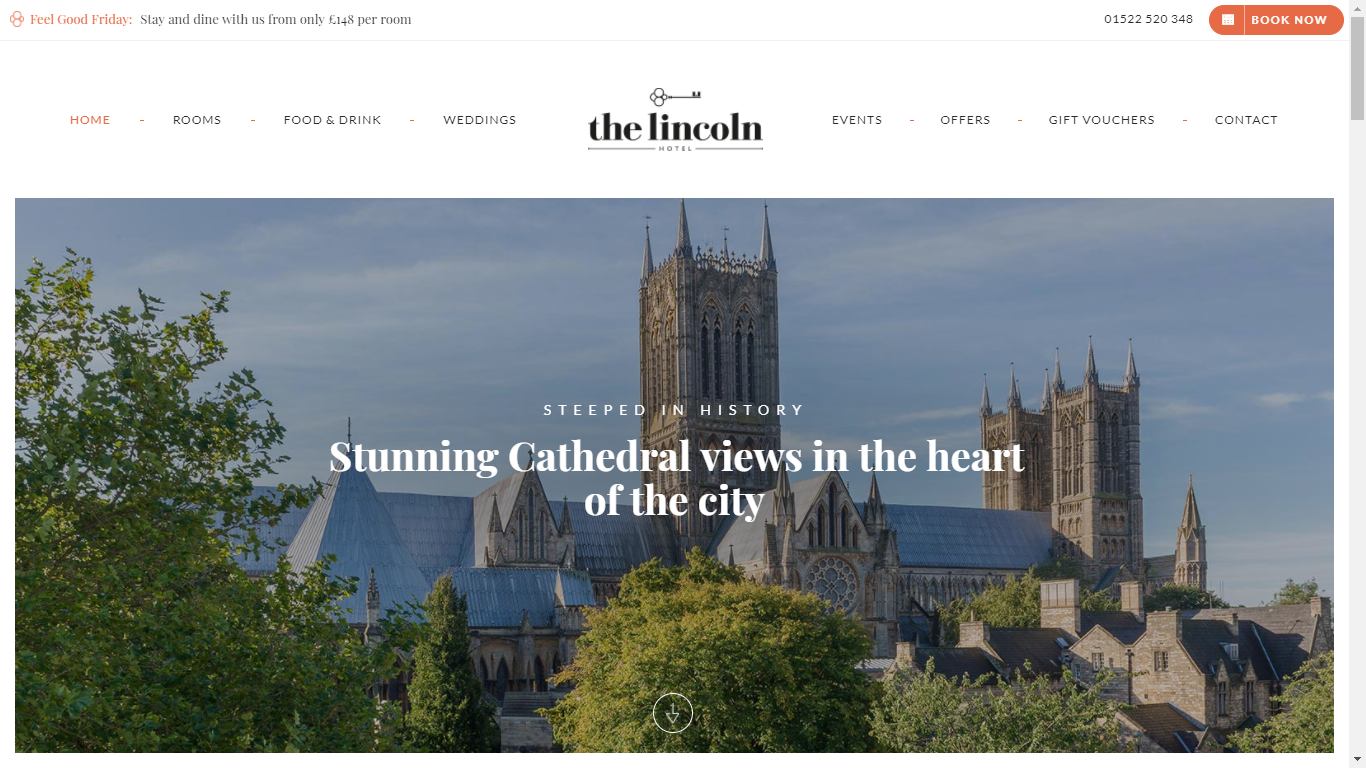 Feel Good Friday: Stay and dine with us from only £148 per room
01522 520 348
BOOK NOW
HOME - ROOMS - FOOD & DRINK - WEDDINGS
the lincoln
HOTEL
EVENTS - OFFERS - GIFT VOUCHERS - CONTACT
STEEPED IN HISTORY
Stunning Cathedral views in the heart
of the city